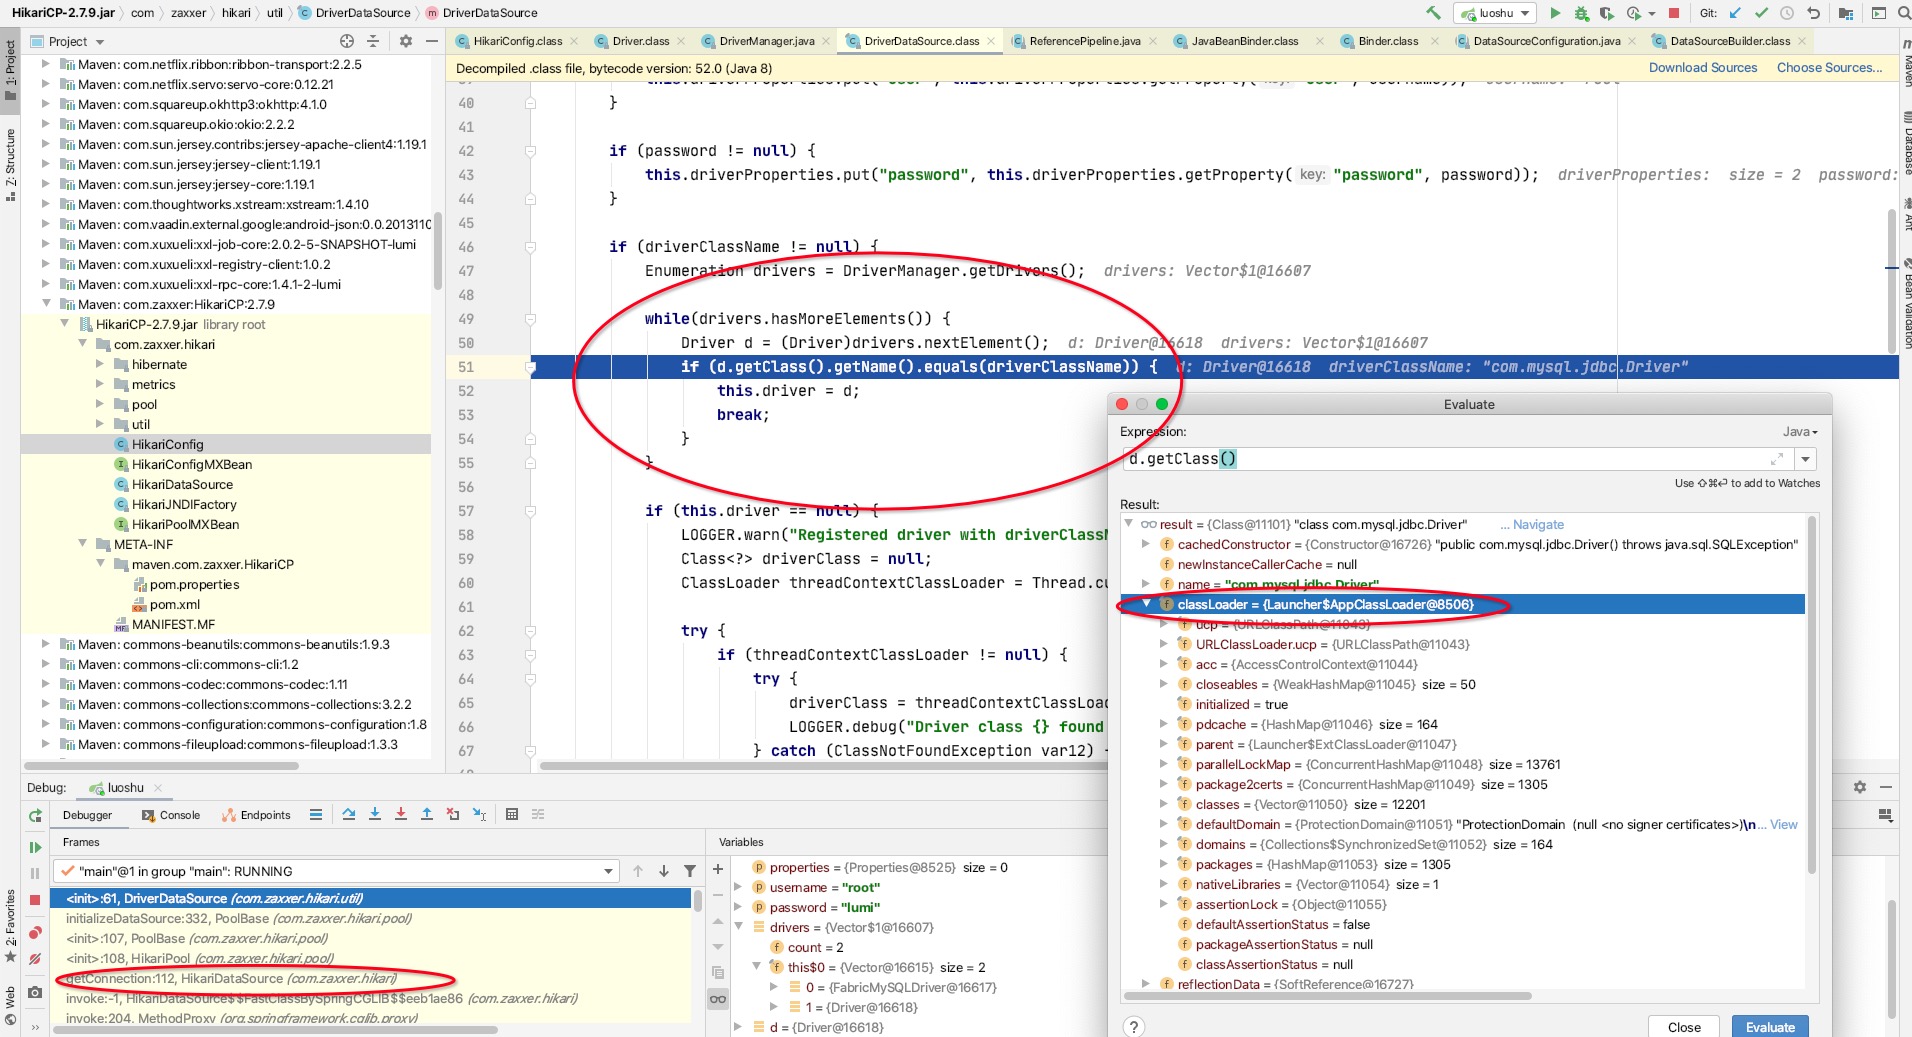 HikariCP-2.7.9.jar com zaxxer hikari util DriverDataSource DriverDataSource
luoshu Git:
Project
HikariConfig.class Driver.class DriverManager.java DriverDataSource.class ReferencePipeline.java JavaBeanBinder.class Binder.class DataSourceConfiguration.java DataSourceBuilder.class
1: Project
Z: Structure
2: Favorites
Web
Maven
Database
Ant
Bean Validation
Maven: com.netflix.ribbon:ribbon-transport:2.2.5
Maven: com.netflix.servo:servo-core:0.12.21
Maven: com.squareup.okhttp3:okhttp:4.1.0
Maven: com.squareup.okio:okio:2.2.2
Maven: com.sun.jersey.contribs:jersey-apache-client4:1.19.1
Maven: com.sun.jersey:jersey-client:1.19.1
Maven: com.sun.jersey:jersey-core:1.19.1
Maven: com.thoughtworks.xstream:xstream:1.4.10
Maven: com.vaadin.external.google:android-json:0.0.2013110
Maven: com.xuxueli:xxl-job-core:2.0.2-5-SNAPSHOT-lumi
Maven: com.xuxueli:xxl-registry-client:1.0.2
Maven: com.xuxueli:xxl-rpc-core:1.4.1-2-lumi
Maven: com.zaxxer:HikariCP:2.7.9
HikariCP-2.7.9.jar library root
com.zaxxer.hikari
hibernate
metrics
pool
util
HikariConfig
HikariConfigMXBean
HikariDataSource
HikariJNDIFactory
HikariPoolMXBean
META-INF
maven.com.zaxxer.HikariCP
pom.properties
pom.xml
MANIFEST.MF
Maven: commons-beanutils:commons-beanutils:1.9.3
Maven: commons-cli:commons-cli:1.2
Maven: commons-codec:commons-codec:1.11
Maven: commons-collections:commons-collections:3.2.2
Maven: commons-configuration:commons-configuration:1.8
Maven: commons-fileupload:commons-fileupload:1.3.3
Decompiled .class file, bytecode version: 52.0 (Java 8) Download Sources Choose Sources...
40 }
41
42 if (password != null) {
43 this.driverProperties.put("password", this.driverProperties.getProperty( key: "password", password)); driverProperties: size = 2 password:
44 }
45
46 if (driverClassName != null) {
47 Enumeration drivers = DriverManager.getDrivers(); drivers: Vector$1@16607
48
49 while(drivers.hasMoreElements()) {
50 Driver d = (Driver)drivers.nextElement(); d: Driver@16618 drivers: Vector$1@16607
51 if (d.getClass().getName().equals(driverClassName)) { d: Driver@16618 driverClassName: "com.mysql.jdbc.Driver"
52 this.driver = d;
53 break;
54 }
55 }
56
57 if (this.driver == null) {
58 LOGGER.warn("Registered driver with driverClassN
59 Class<?> driverClass = null;
60 ClassLoader threadContextClassLoader = Thread.cu
61
62 try {
63 if (threadContextClassLoader != null) {
64 try {
65 driverClass = threadContextClassLoa
66 LOGGER.debug("Driver class {} found
67 } catch (ClassNotFoundException var12) {
Evaluate
Expression: Java
d.getClass()
Use ⇧⌘⏎ to add to Watches
Result:
result = {Class@11101} "class com.mysql.jdbc.Driver" ... Navigate
cachedConstructor = {Constructor@16726} "public com.mysql.jdbc.Driver() throws java.sql.SQLException"
newInstanceCallerCache = null
name = "com.mysql.jdbc.Driver"
classLoader = {Launcher$AppClassLoader@8506}
ucp = {URLClassPath@11043}
URLClassLoader.ucp = {URLClassPath@11043}
acc = {AccessControlContext@11044}
closeables = {WeakHashMap@11045} size = 50
initialized = true
pdcache = {HashMap@11046} size = 164
parent = {Launcher$ExtClassLoader@11047}
parallelLockMap = {ConcurrentHashMap@11048} size = 13761
package2certs = {ConcurrentHashMap@11049} size = 1305
classes = {Vector@11050} size = 12201
defaultDomain = {ProtectionDomain@11051} "ProtectionDomain (null <no signer certificates>)\n... View
domains = {Collections$SynchronizedSet@11052} size = 164
packages = {HashMap@11053} size = 1305
nativeLibraries = {Vector@11054} size = 1
assertionLock = {Object@11055}
defaultAssertionStatus = false
packageAssertionStatus = null
classAssertionStatus = null
reflectionData = {SoftReference@16727}
? Close Evaluate
Debug: luoshu
Debugger Console Endpoints
Frames
"main"@1 in group "main": RUNNING
<init>:61, DriverDataSource (com.zaxxer.hikari.util)
initializeDataSource:332, PoolBase (com.zaxxer.hikari.pool)
<init>:107, PoolBase (com.zaxxer.hikari.pool)
<init>:108, HikariPool (com.zaxxer.hikari.pool)
getConnection:112, HikariDataSource (com.zaxxer.hikari)
invoke:-1, HikariDataSource$$FastClassBySpringCGLIB$$eeb1ae86 (com.zaxxer.hikari)
invoke:204, MethodProxy (org.springframework.cglib.proxy)
Variables
properties = {Properties@8525} size = 0
username = "root"
password = "lumi"
drivers = {Vector$1@16607}
count = 2
this$0 = {Vector@16615} size = 2
0 = {FabricMySQLDriver@16617}
1 = {Driver@16618}
d = {Driver@16618}